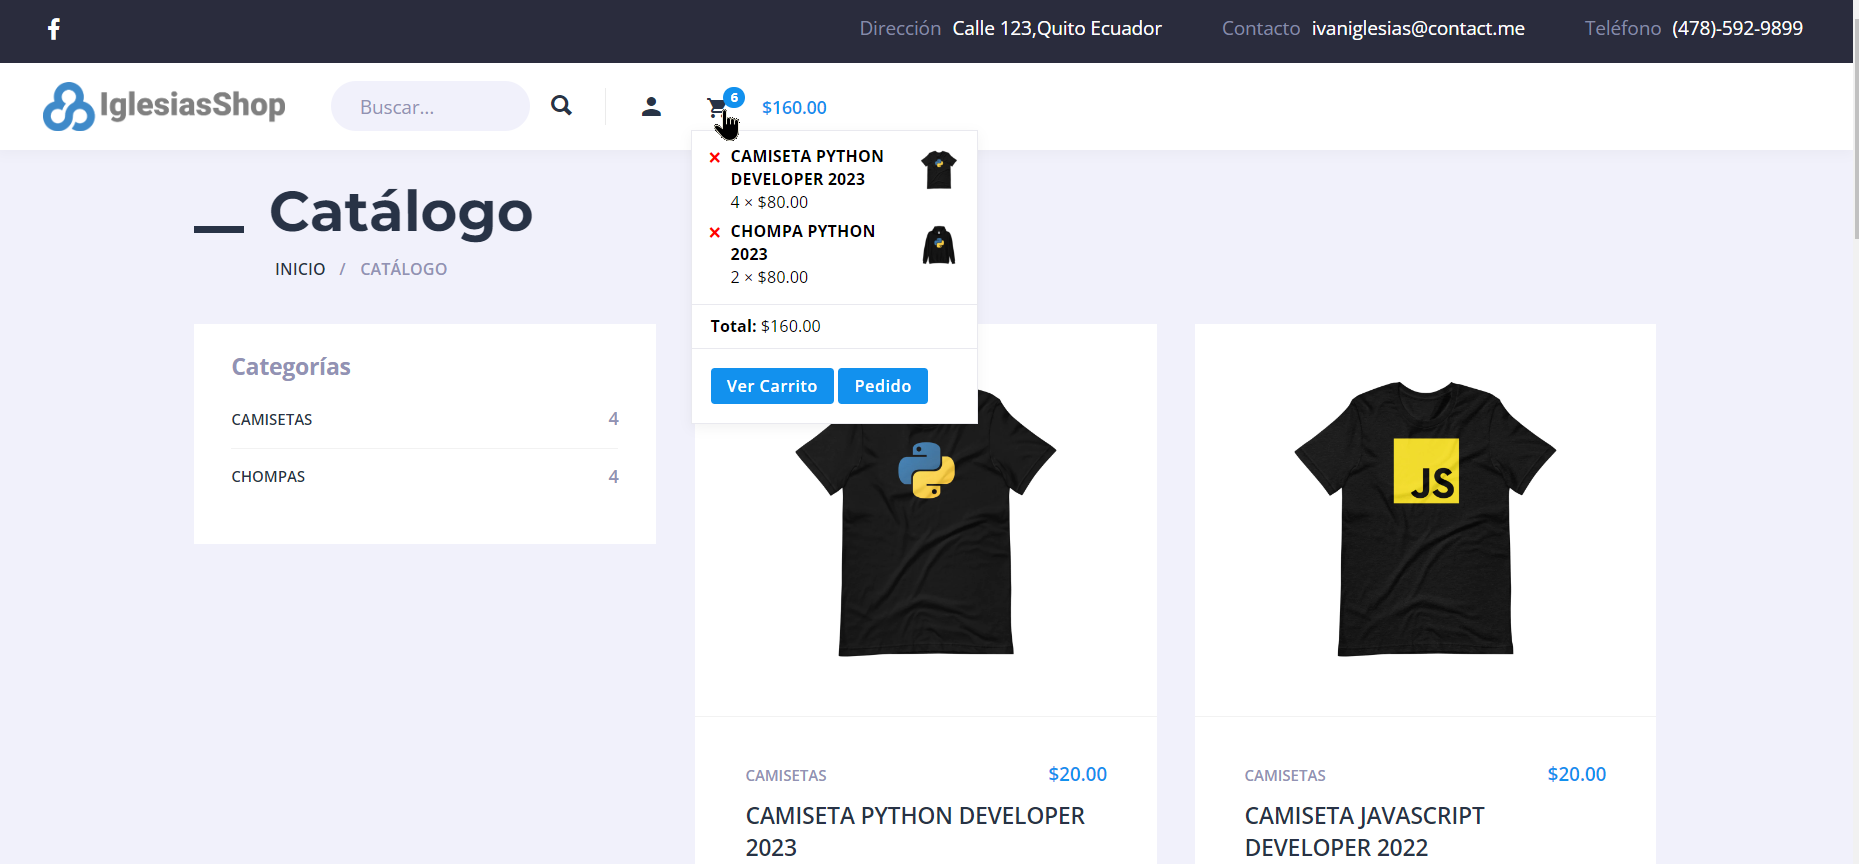 Dirección Calle 123,Quito Ecuador Contacto ivaniglesias@contact.me Teléfono (478)-592-9899
IglesiasShop Buscar... 6 $160.00
CAMISETA PYTHON
DEVELOPER 2023
4 × $80.00
CHOMPA PYTHON
2023
2 × $80.00
Total: $160.00
Ver Carrito Pedido
Catálogo
INICIO / CATÁLOGO
Categorías
CAMISETAS 4
CHOMPAS 4
JS
CAMISETAS $20.00
CAMISETA PYTHON DEVELOPER
2023
CAMISETAS $20.00
CAMISETA JAVASCRIPT
DEVELOPER 2022